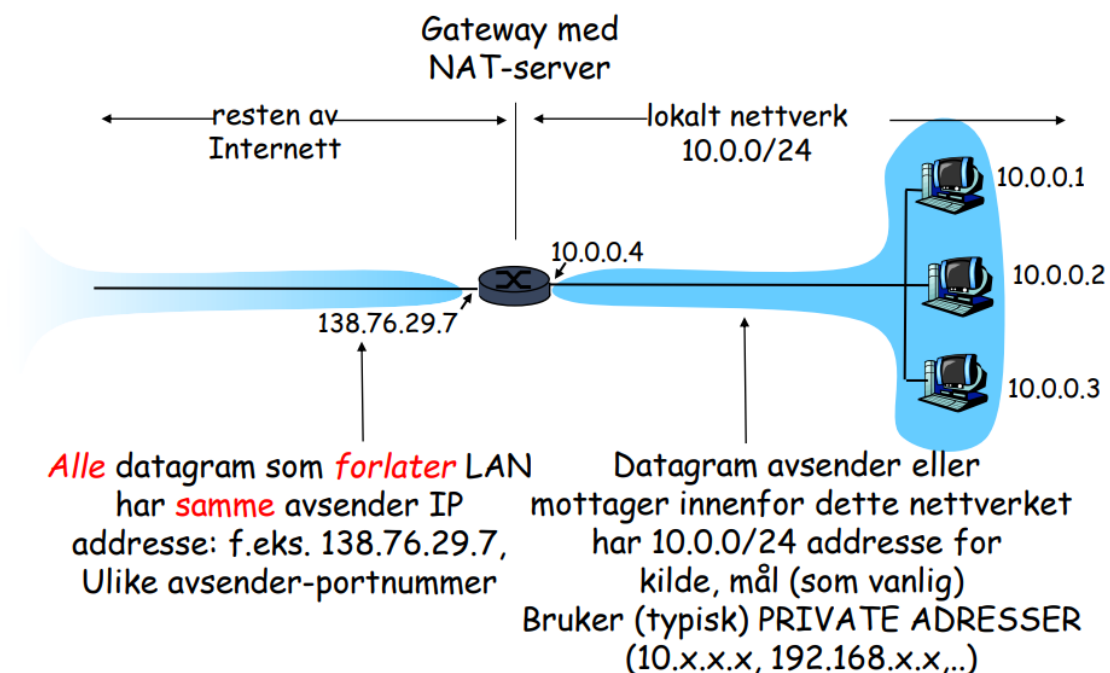 Gateway med
NAT-server
resten av
Internett
lokalt nettverk
10.0.0/24
10.0.0.1
10.0.0.4
10.0.0.2
138.76.29.7
10.0.0.3
Alle datagram som forlater LAN
har samme avsender IP
addresse: f.eks. 138.76.29.7,
Ulike avsender-portnummer
Datagram avsender eller
mottager innenfor dette nettverket
har 10.0.0/24 addresse for
kilde, mål (som vanlig)
Bruker (typisk) PRIVATE ADRESSER
(10.x.x.x, 192.168.x.x,..)